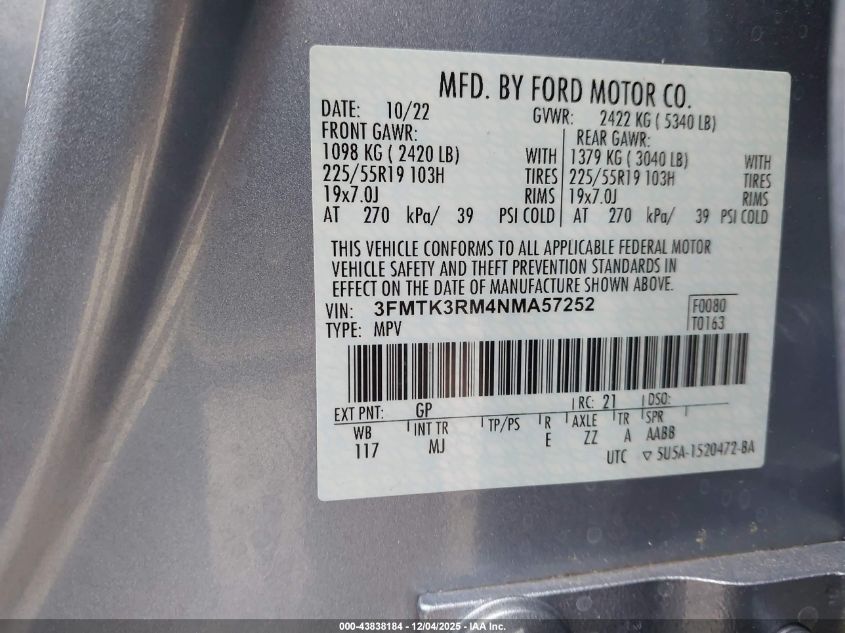 MFD. BY FORD MOTOR CO.
DATE: 10/22 GVWR: 2422 KG ( 5340 LB)
FRONT GAWR: REAR GAWR:
1098 KG ( 2420 LB) WITH 1379 KG ( 3040 LB) WITH
225/55R19 103H TIRES 225/55R19 103H TIRES
19x7.0J RIMS 19x7.0J RIMS
AT 270 kPa/ 39 PSI COLD AT 270 kPa/ 39 PSI COLD
THIS VEHICLE CONFORMS TO ALL APPLICABLE FEDERAL MOTOR
VEHICLE SAFETY AND THEFT PREVENTION STANDARDS IN
EFFECT ON THE DATE OF MANUFACTURE SHOWN ABOVE.
VIN: 3FMTK3RM4NMA57252 F0080
TYPE: MPV T0163
EXT PNT: GP RC: 21 DSO:
WB INT TR TP/PS R AXLE TR SPR
117 MJ E ZZ A AABB
UTC ▽ 5U5A-1520472-BA
000-43838184 - 12/04/2025 - IAA Inc.